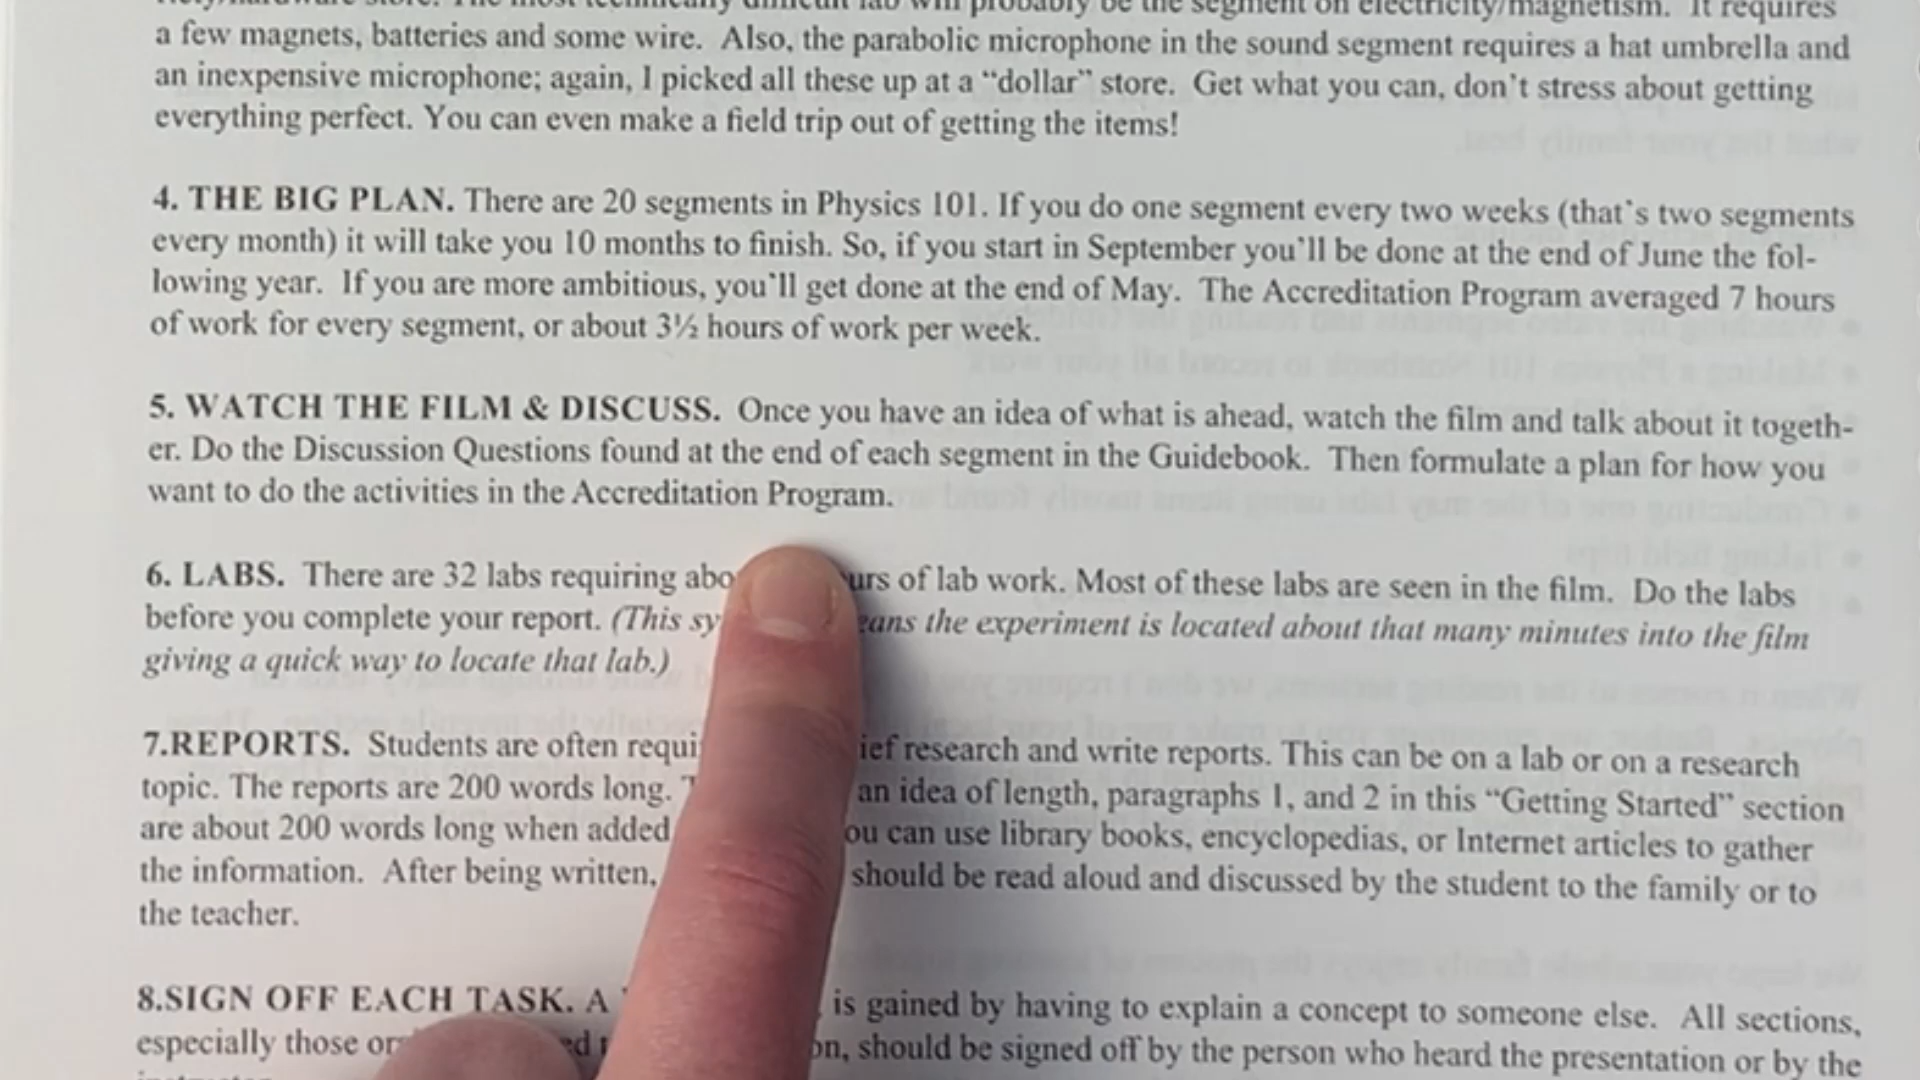 a few magnets, batteries and some wire. Also, the parabolic microphone in the sound segment requires a hat umbrella and
an inexpensive microphone; again, I picked all these up at a “dollar” store. Get what you can, don’t stress about getting
everything perfect. You can even make a field trip out of getting the items!
4. THE BIG PLAN. There are 20 segments in Physics 101. If you do one segment every two weeks (that’s two segments
every month) it will take you 10 months to finish. So, if you start in September you’ll be done at the end of June the fol-
lowing year. If you are more ambitious, you’ll get done at the end of May. The Accreditation Program averaged 7 hours
of work for every segment, or about 3½ hours of work per week.
5. WATCH THE FILM & DISCUSS. Once you have an idea of what is ahead, watch the film and talk about it togeth-
er. Do the Discussion Questions found at the end of each segment in the Guidebook. Then formulate a plan for how you
want to do the activities in the Accreditation Program.
6. LABS. There are 32 labs requiring of lab work. Most of these labs are seen in the film. Do the labs
before you complete your report. (This the experiment is located about that many minutes into the film
giving a quick way to locate that lab.)
7.REPORTS. Students are often research and write reports. This can be on a lab or on a research
topic. The reports are 200 words long. an idea of length, paragraphs 1, and 2 in this “Getting Started” section
are about 200 words long when added can use library books, encyclopedias, or Internet articles to gather
the information. After being written, should be read aloud and discussed by the student to the family or to
the teacher.
8.SIGN OFF EACH TASK. A is gained by having to explain a concept to someone else. All sections,
especially those should be signed off by the person who heard the presentation or by the